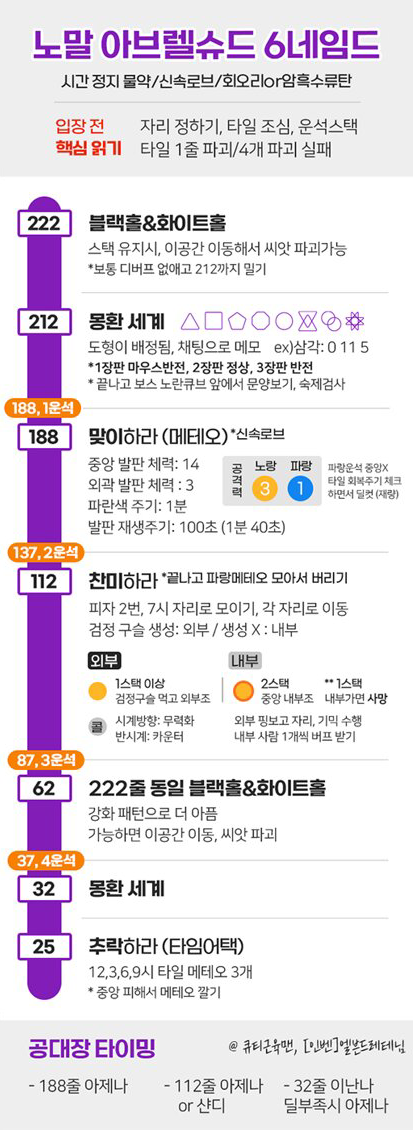 노말 아브렐슈드 6네임드
시간 정지 물약/신속로브/회오리or암흑수류탄
입장 전
핵심 읽기
자리 정하기, 타일 조심, 운석스택
타일 1줄 파괴/4개 파괴 실패
222
블랙홀&화이트홀
스택 유지시, 이공간 이동해서 씨앗 파괴가능
*보통 디버프 없애고 212까지 밀기
212
몽환 세계
도형이 배정됨, 채팅으로 메모 ex)삼각: 0 11 5
*1장판 마우스반전, 2장판 정상, 3장판 반전
* 끝나고 보스 노란큐브 앞에서 문양보기, 숙제검사
188, 1운석
188
맞이하라 (메테오) *신속로브
중앙 발판 체력: 14
외곽 발판 체력 : 3
파란색 주기: 1분
발판 재생주기: 100초 (1분 40초)
공격력
노랑 파랑
3 1
파랑운석 중앙X
타일 회복주기 체크
하면서 딜컷 (재량)
137, 2운석
112
찬미하라 *끝나고 파랑메테오 모아서 버리기
피자 2번, 7시 자리로 모이기, 각 자리로 이동
검정 구슬 생성: 외부 / 생성 X : 내부
외부
1스택 이상
검정구슬 먹고 외부조
콜
시계방향: 무력화
반시계: 카운터
내부
2스택
중앙 내부조
** 1스택
내부가면 사망
외부 핑보고 자리, 기믹 수행
내부 사람 1개씩 버프 받기
87, 3운석
62
222줄 동일 블랙홀&화이트홀
강화 패턴으로 더 아픔
가능하면 이공간 이동, 씨앗 파괴
37, 4운석
32
몽환 세계
25
추락하라 (타임어택)
12,3,6,9시 타일 메테오 3개
* 중앙 피해서 메테오 깔기
공대장 타이밍
@ 큐티근육맨, [인벤]엘븐드레테님
- 188줄 아제나
- 112줄 아제나
or 샨디
- 32줄 이난나
딜부족시 아제나